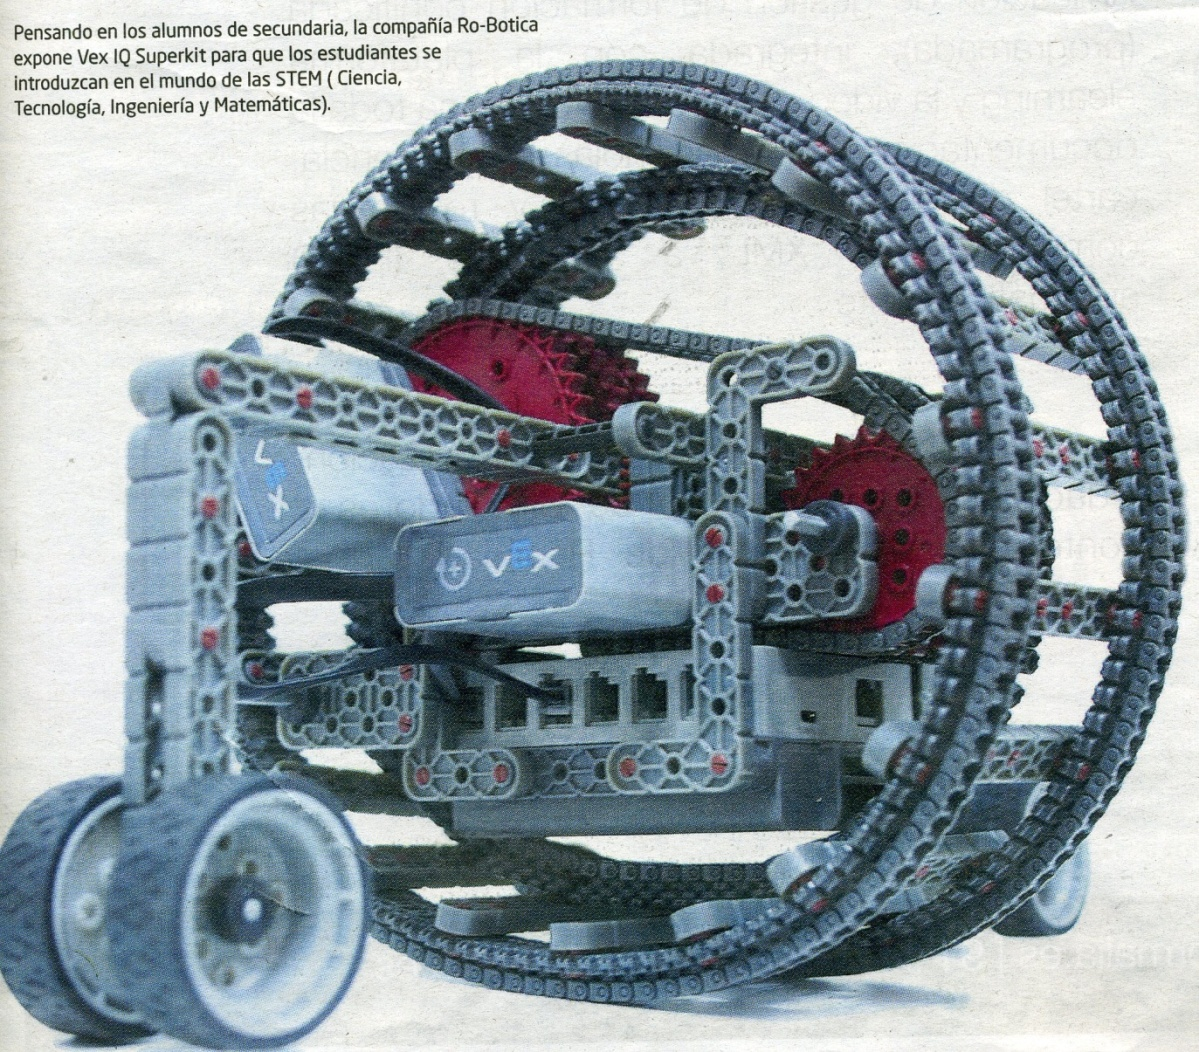 Pensando en los alumnos de secundaria, la compañía Ro-Botica
expone Vex IQ Superkit para que los estudiantes se
introduzcan en el mundo de las STEM ( Ciencia,
Tecnología, Ingeniería y Matemáticas).
VEX
VEX